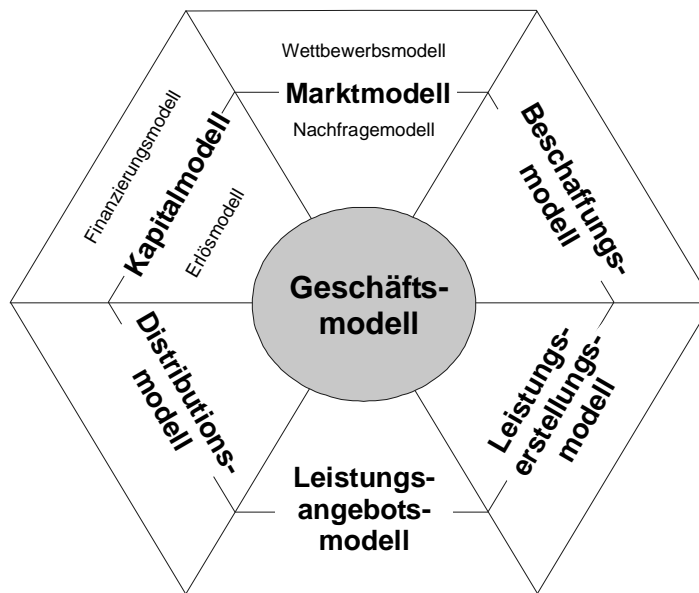 Wettbewerbsmodell
Marktmodell
Nachfragemodell
Beschaffungs-
modell
Leistungs-
erstellungs-
modell
Leistungs-
angebots-
modell
Distributions-
modell
Finanzierungsmodell
Kapitalmodell
Erlösmodell
Geschäfts-
modell